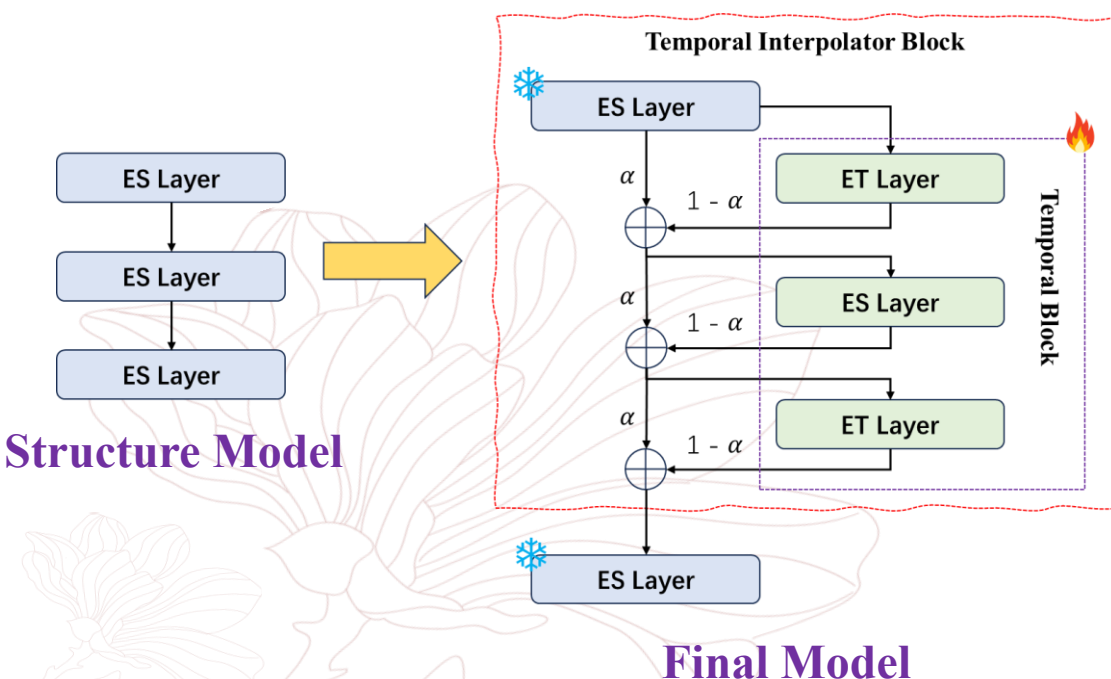 Temporal Interpolator Block
ES Layer
ES Layer
ES Layer
ES Layer
Structure Model
α
1 - α
ET Layer
α
1 - α
ES Layer
α
1 - α
ET Layer
Temporal Block
ES Layer
Final Model